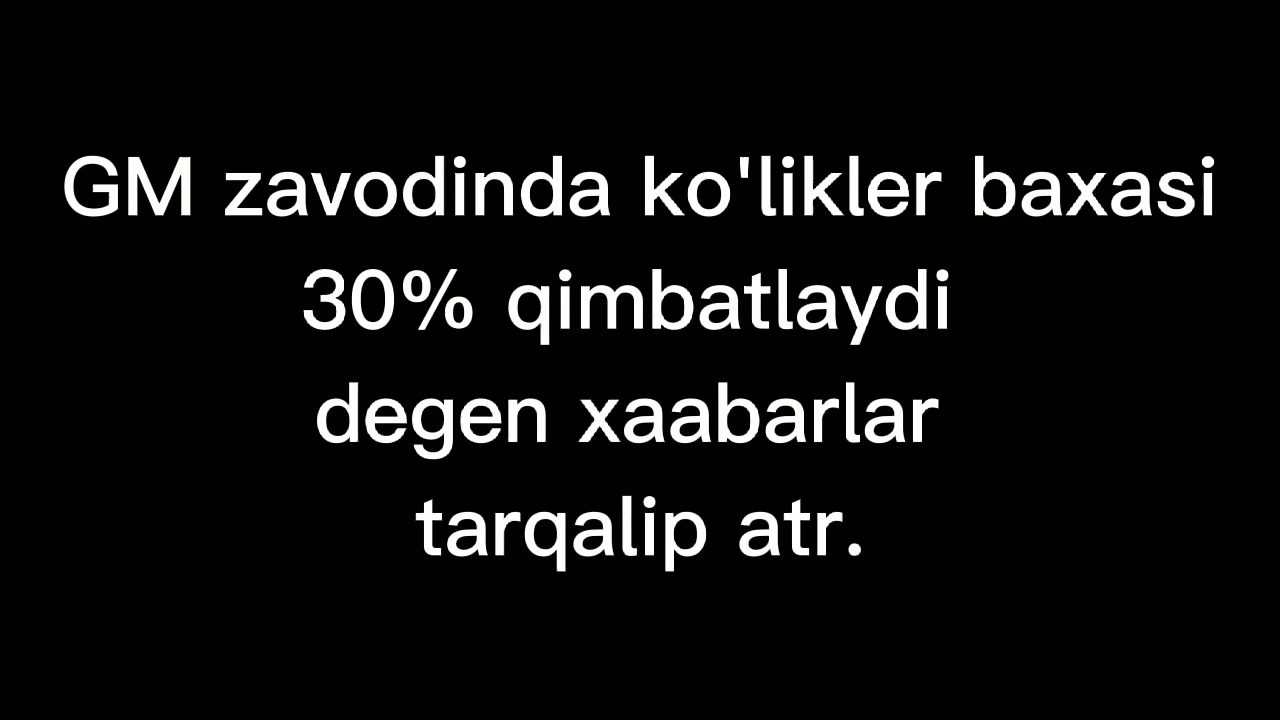 GM zavodinda ko'likler baxasi
30% qimbatlaydi
degen xaabarlar
tarqalip atr.